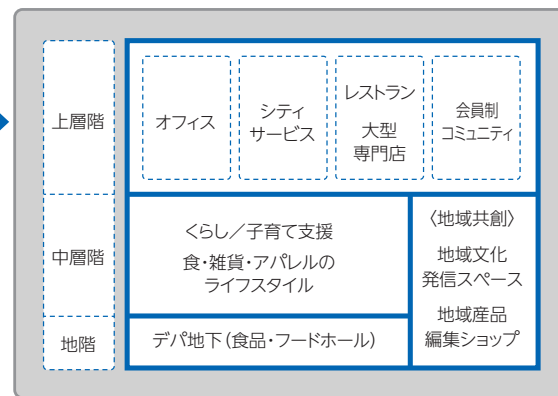 上層階
オフィス
シティ
サービス
レストラン
大型
専門店
会員制
コミュニティ
中層階
くらし／子育て支援
食・雑貨・アパレルの
ライフスタイル
〈地域共創〉
地域文化
発信スペース
地域産品
編集ショップ
地階
デパ地下（食品・フードホール）